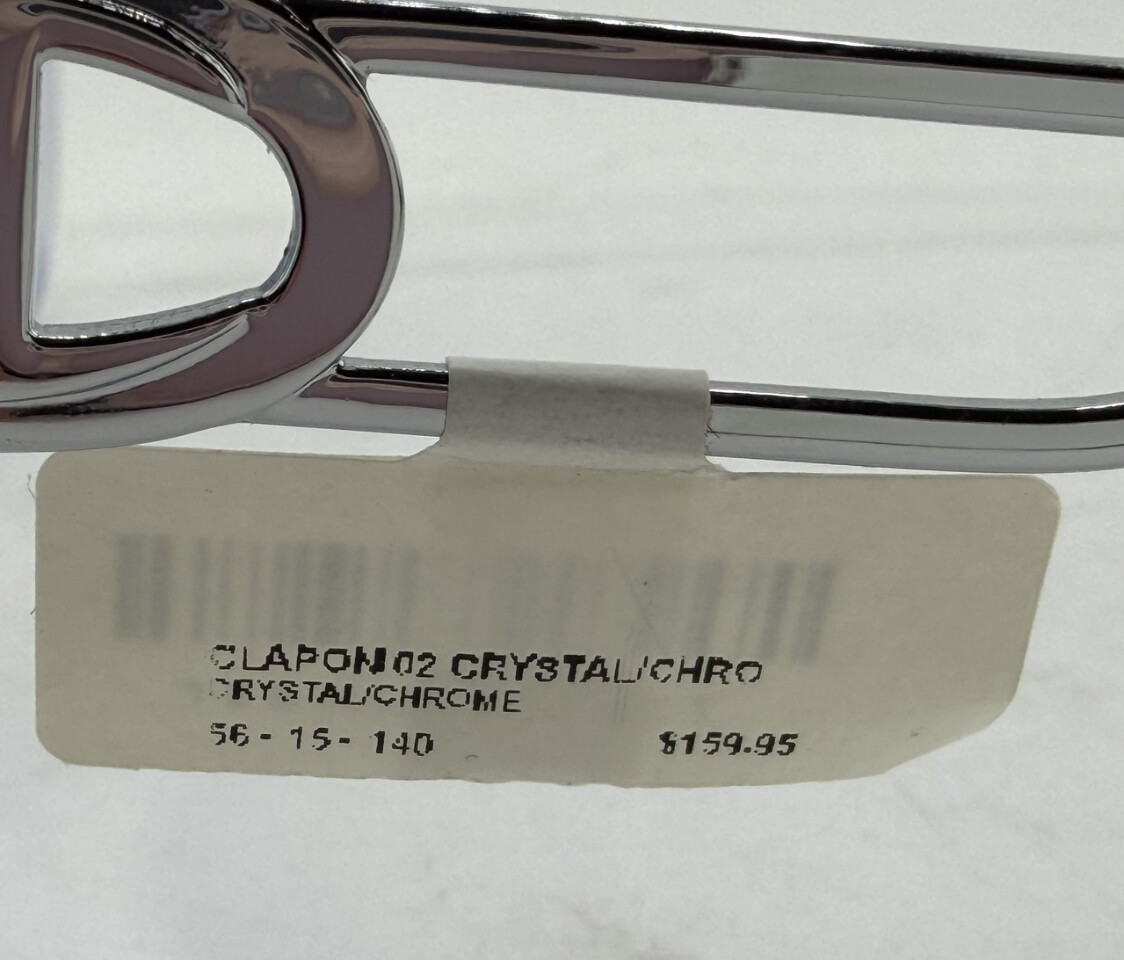 CLAPON 02 CRYSTAL/CHRO
CRYSTAL/CHROME
56 - 15 - 140 $159.95